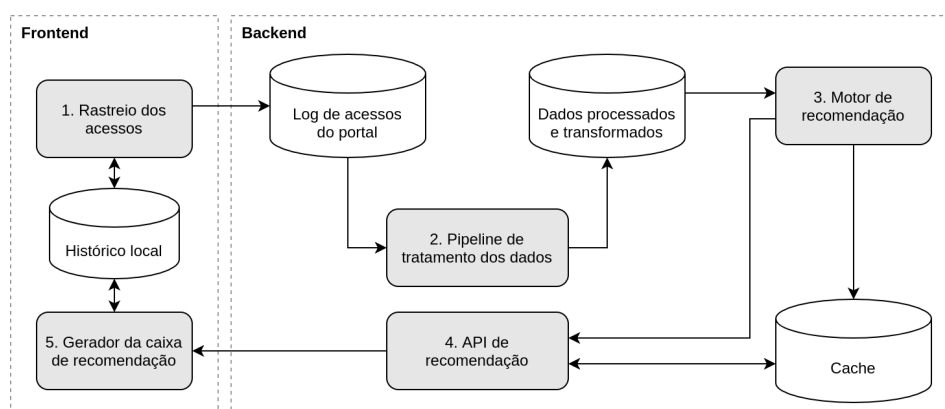 Frontend
Backend
1. Rastreio dos
acessos
Log de acessos
do portal
Dados processados
e transformados
3. Motor de
recomendação
Histórico local
2. Pipeline de
tratamento dos dados
5. Gerador da caixa
de recomendação
4. API de
recomendação
Cache